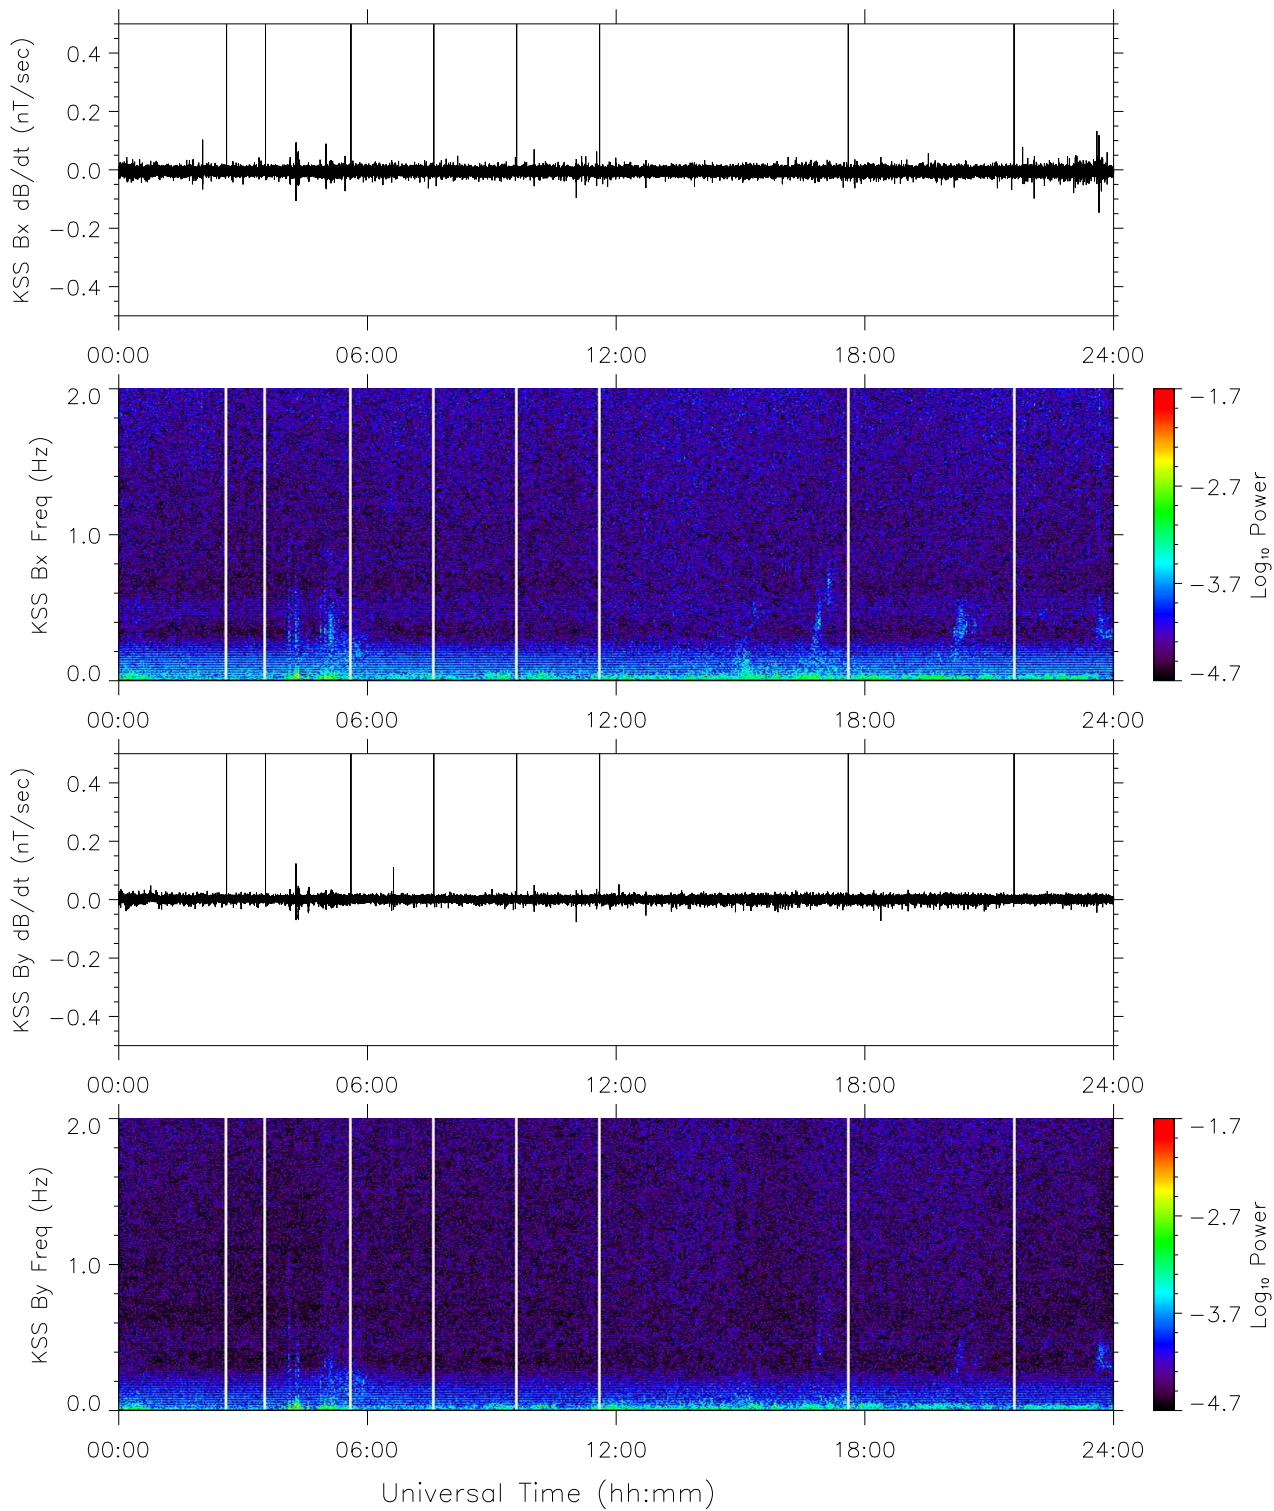 KSS Bx dB/dt (nT/sec)
0.4
0.2
0.0
−0.2
−0.4
00:00 06:00 12:00 18:00 24:00
KSS Bx Freq (Hz)
2.0
1.0
0.0
−1.7
−2.7
−3.7
−4.7
Log₁₀ Power
00:00 06:00 12:00 18:00 24:00
KSS By dB/dt (nT/sec)
0.4
0.2
0.0
−0.2
−0.4
00:00 06:00 12:00 18:00 24:00
KSS By Freq (Hz)
2.0
1.0
0.0
−1.7
−2.7
−3.7
−4.7
Log₁₀ Power
00:00 06:00 12:00 18:00 24:00
Universal Time (hh:mm)